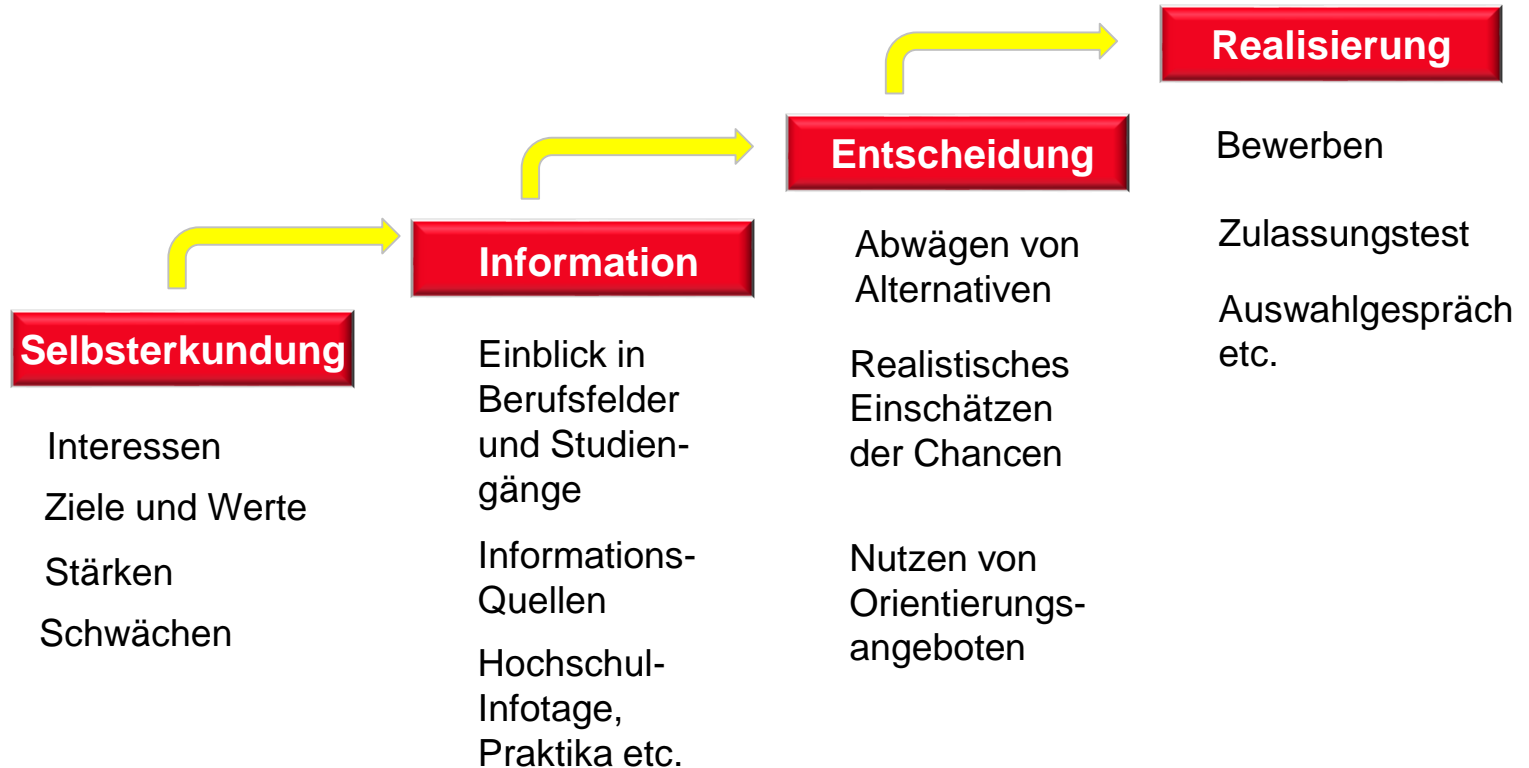 Selbsterkundung
Interessen
Ziele und Werte
Stärken
Schwächen
Information
Einblick in
Berufsfelder
und Studien-
gänge
Informations-
Quellen
Hochschul-
Infotage,
Praktika etc.
Entscheidung
Abwägen von
Alternativen
Realistisches
Einschätzen
der Chancen
Nutzen von
Orientierungs-
angeboten
Realisierung
Bewerben
Zulassungstest
Auswahlgespräch
etc.